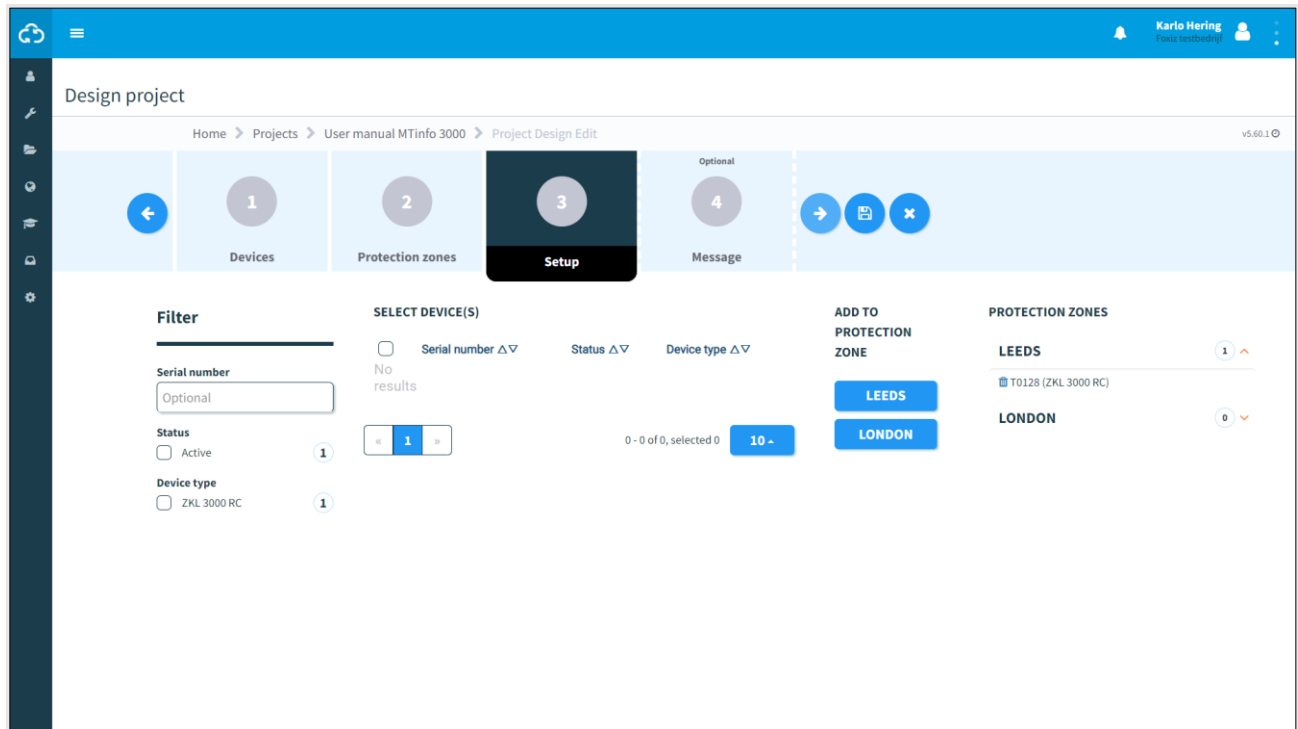 Karlo Hering
Foxiz testbedrijf
Design project
Home Projects User manual MTinfo 3000 Project Design Edit
v5.60.1
1
Devices
2
Protection zones
3
Setup
Optional
4
Message
Filter
Serial number
Optional
Status
Active 1
Device type
ZKL 3000 RC 1
SELECT DEVICE(S)
Serial number Status Device type
No
results
« 1 »
0 - 0 of 0, selected 0
10
ADD TO
PROTECTION
ZONE
LEEDS
LONDON
PROTECTION ZONES
LEEDS 1
T0128 (ZKL 3000 RC)
LONDON 0